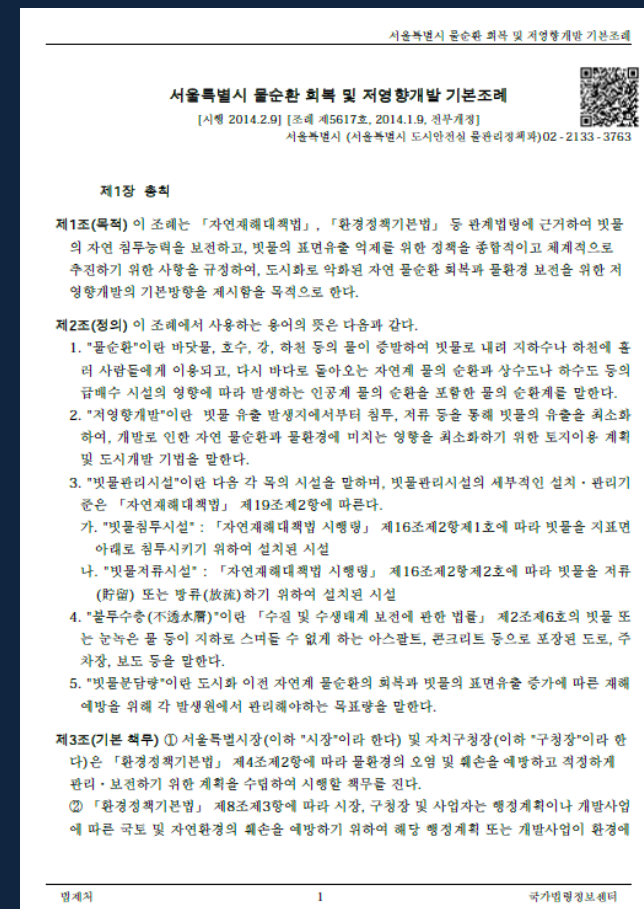 서울특별시 물순환 회복 및 저영향개발 기본조례
서울특별시 물순환 회복 및 저영향개발 기본조례
[시행 2014.2.9] [조례 제5617호, 2014.1.9, 전부개정]
서울특별시 (서울특별시 도시안전실 물관리정책과)02-2133-3763
제1장 총칙
제1조(목적) 이 조례는 「자연재해대책법」, 「환경정책기본법」 등 관계법령에 근거하여 빗물
의 자연 침투능력을 보전하고, 빗물의 표면유출 억제를 위한 정책을 종합적이고 체계적으로
추진하기 위한 사항을 규정하여, 도시화로 악화된 자연 물순환 회복과 물환경 보전을 위한 저
영향개발의 기본방향을 제시함을 목적으로 한다.
제2조(정의) 이 조례에서 사용하는 용어의 뜻은 다음과 같다.
1. "물순환"이란 바닷물, 호수, 강, 하천 등의 물이 증발하여 빗물로 내려 지하수나 하천에 흘
러 사람들에게 이용되고, 다시 바다로 돌아오는 자연계 물의 순환과 상수도나 하수도 등의
급배수 시설의 영향에 따라 발생하는 인공계 물의 순환을 포함한 물의 순환계를 말한다.
2. "저영향개발"이란 빗물 유출 발생지에서부터 침투, 저류 등을 통해 빗물의 유출을 최소화
하여, 개발로 인한 자연 물순환과 물환경에 미치는 영향을 최소화하기 위한 토지이용 계획
및 도시개발 기법을 말한다.
3. "빗물관리시설"이란 다음 각 목의 시설을 말하며, 빗물관리시설의 세부적인 설치·관리기
준은 「자연재해대책법」 제19조제2항에 따른다.
가. "빗물침투시설" : 「자연재해대책법 시행령」 제16조제2항제1호에 따라 빗물을 지표면
아래로 침투시키기 위하여 설치된 시설
나. "빗물저류시설" : 「자연재해대책법 시행령」 제16조제2항제2호에 따라 빗물을 저류
(貯留) 또는 방류(放流)하기 위하여 설치된 시설
4. "불투수층(不透水層)"이란 「수질 및 수생태계 보전에 관한 법률」 제2조제6호의 빗물 또
는 눈녹은 물 등이 지하로 스며들 수 없게 하는 아스팔트, 콘크리트 등으로 포장된 도로, 주
차장, 보도 등을 말한다.
5. "빗물분담량"이란 도시화 이전 자연계 물순환의 회복과 빗물의 표면유출 증가에 따른 재해
예방을 위해 각 발생원에서 관리해야하는 목표량을 말한다.
제3조(기본 책무) ① 서울특별시장(이하 "시장"이라 한다) 및 자치구청장(이하 "구청장"이라 한
다)은 「환경정책기본법」 제4조제2항에 따라 물환경의 오염 및 훼손을 예방하고 적정하게
관리·보전하기 위한 계획을 수립하여 시행할 책무를 진다.
② 「환경정책기본법」 제8조제3항에 따라 시장, 구청장 및 사업자는 행정계획이나 개발사업
에 따른 국토 및 자연환경의 훼손을 예방하기 위하여 해당 행정계획 또는 개발사업이 환경에
법제처 1 국가법령정보센터